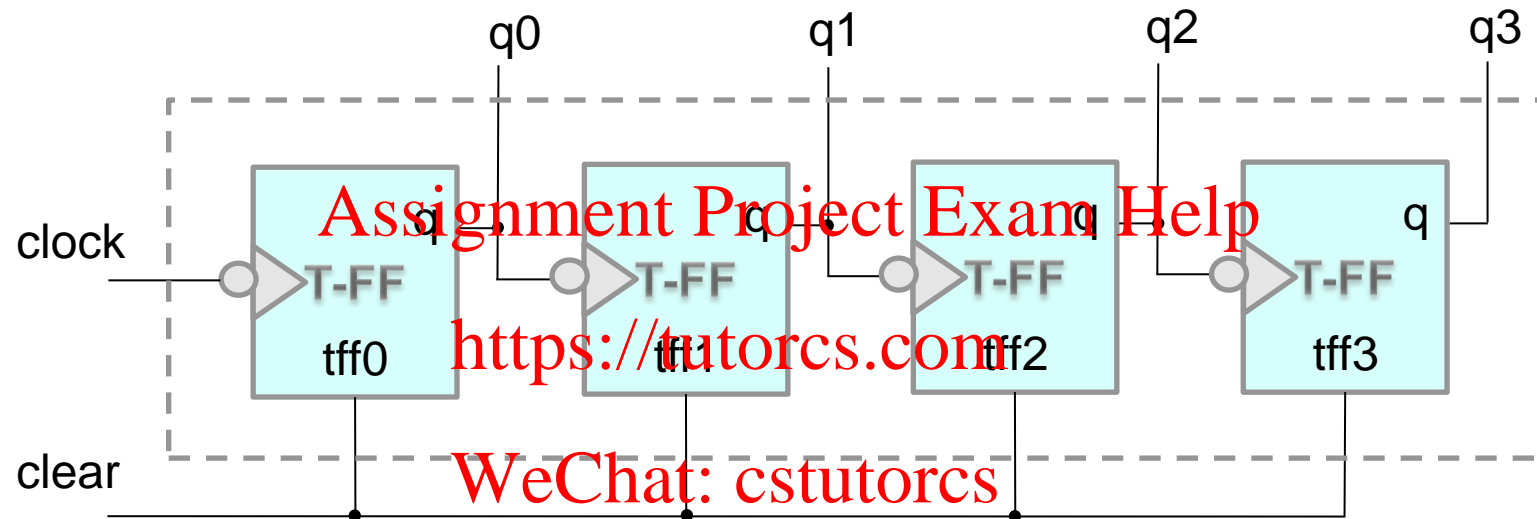 q0 q1 q2 q3
Assignment Project Exam Help
q q q q
clock
T-FF T-FF T-FF T-FF
https://tutorcs.com
tff0 tff1 tff2 tff3
clear
WeChat: cstutorcs